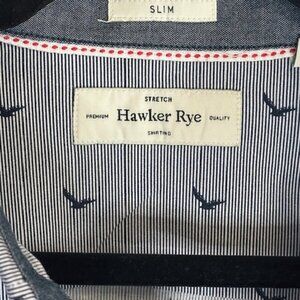 SLIM
STRETCH
PREMIUM Hawker Rye QUALITY
SHIRTING